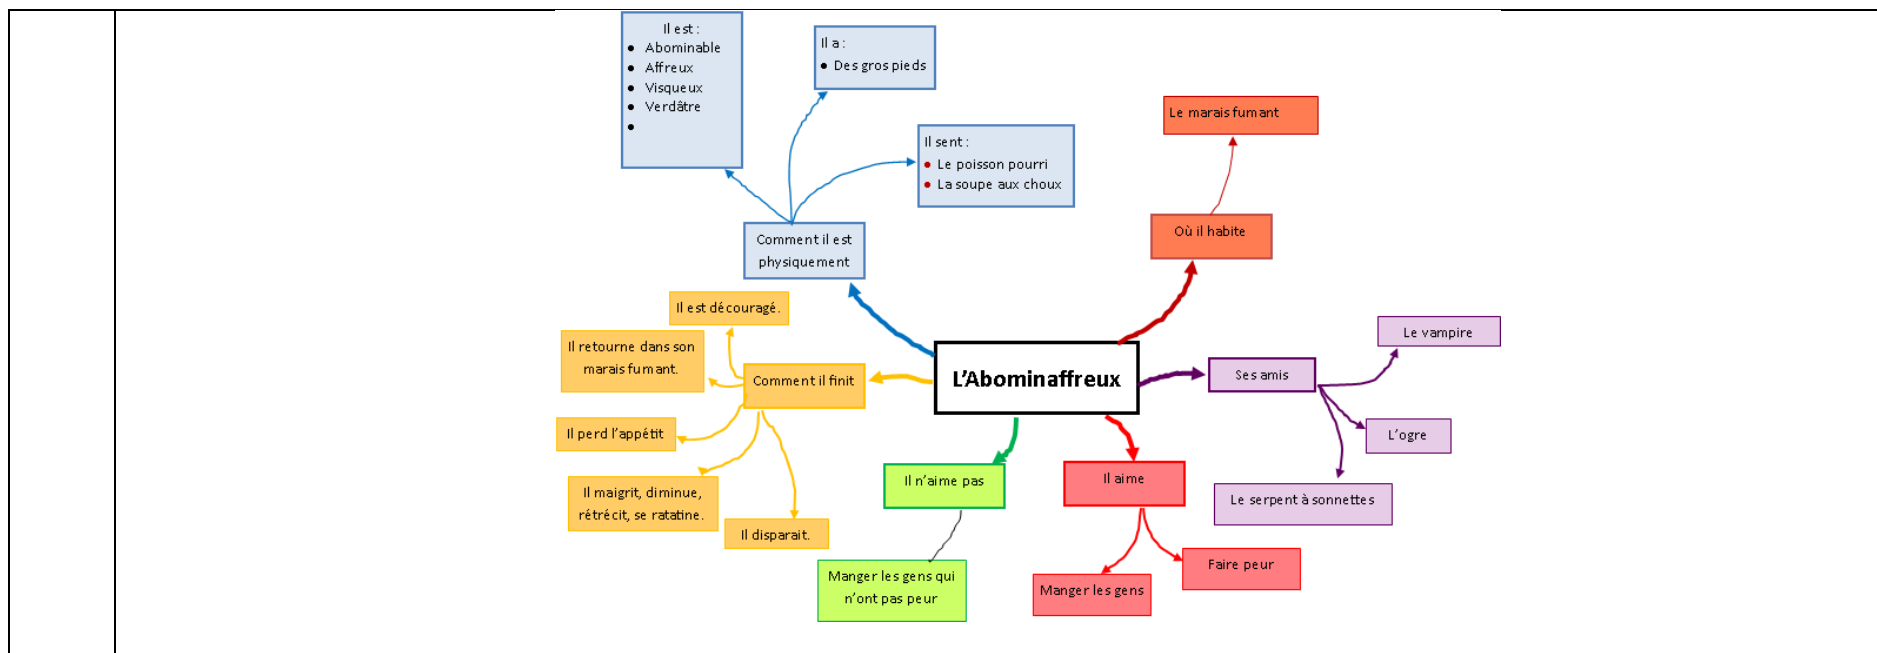 Il est :
• Abominable
• Affreux
• Visqueux
• Verdâtre
•
Il a :
• Des gros pieds
Il sent :
• Le poisson pourri
• La soupe aux choux
Comment il est
physiquement
Le marais fumant
Où il habite
Il est découragé.
Il retourne dans son
marais fumant.
Comment il finit
Il perd l'appétit
Il maigrit, diminue,
rétrécit, se ratatine.
Il disparait.
L'Abominaffreux
Ses amis
Le vampire
L'ogre
Le serpent à sonnettes
Il n'aime pas
Manger les gens qui
n'ont pas peur
Il aime
Manger les gens
Faire peur